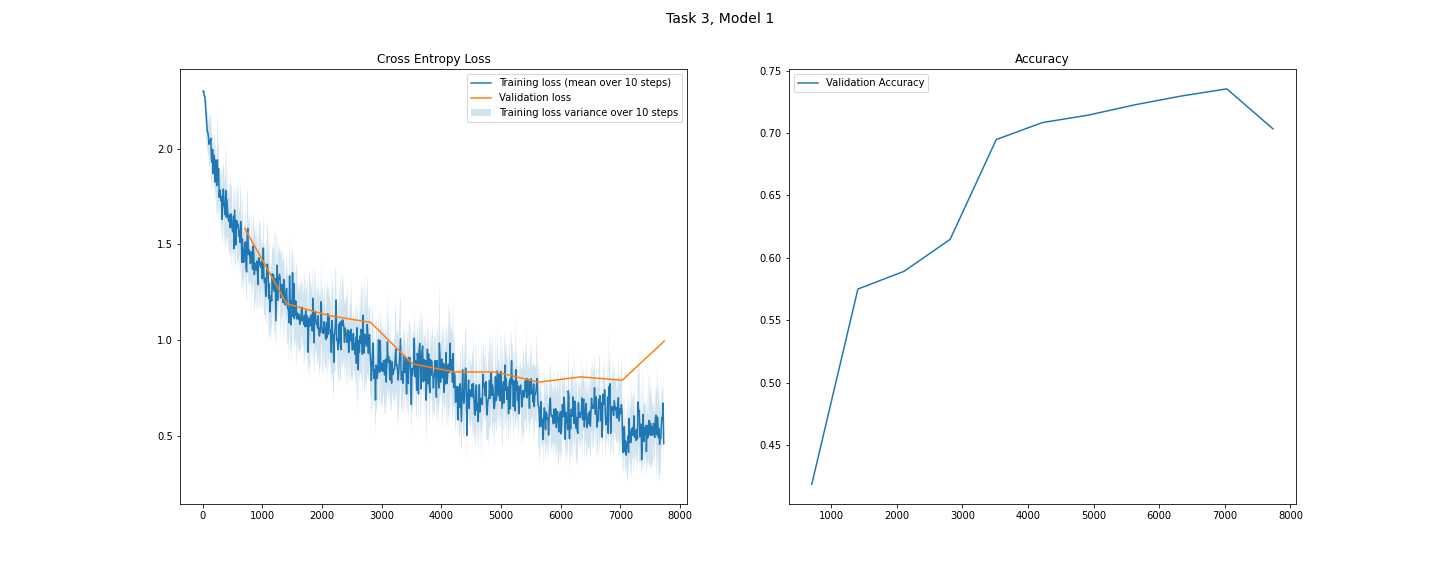 Task 3, Model 1
Cross Entropy Loss
Training loss (mean over 10 steps)
Validation loss
Training loss variance over 10 steps
2.0
1.5
1.0
0.5
0 1000 2000 3000 4000 5000 6000 7000 8000
Accuracy
Validation Accuracy
0.75
0.70
0.65
0.60
0.55
0.50
0.45
1000 2000 3000 4000 5000 6000 7000 8000